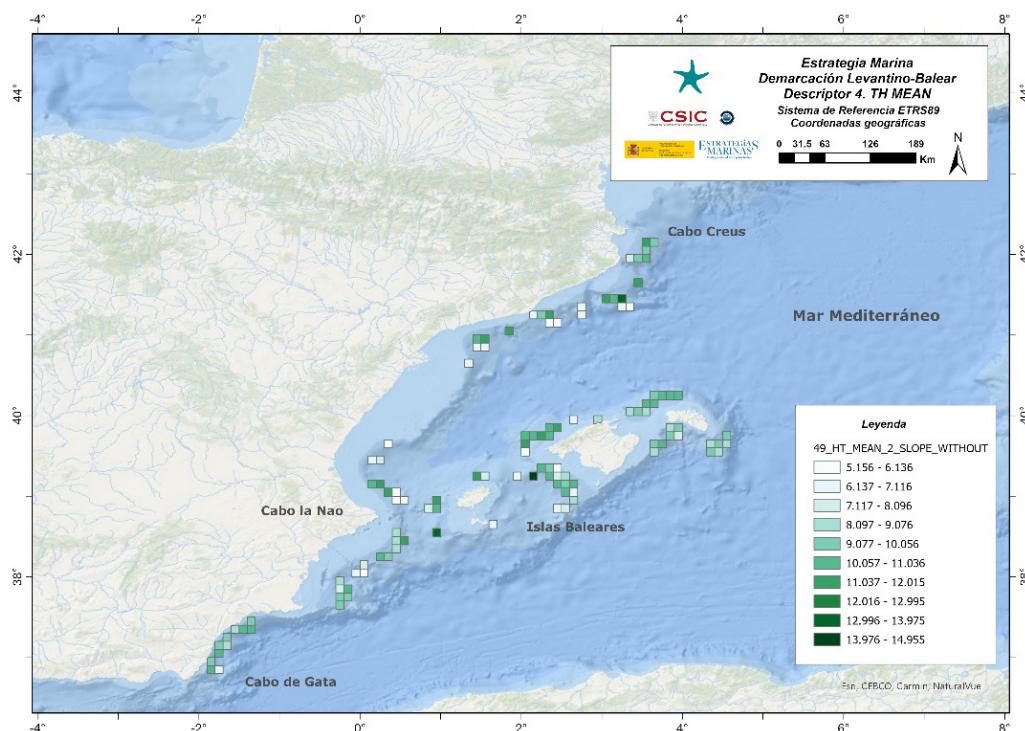 -4° -2° 0° 2° 4° 6° 8°
Estrategia Marina
Demarcación Levantino-Balear
Descriptor 4. TH MEAN
Sistema de Referencia ETRS89
Coordenadas geográficas
CSIC
ESTRATEGIAS
MARINAS
0 31.5 63 126 189
Km
N
44° 44°
Cabo Creus
42° 42°
Mar Mediterráneo
40° 40°
Cabo la Nao
Islas Baleares
38° 38°
Cabo de Gata
Leyenda
49_HT_MEAN_2_SLOPE_WITHOUT
5.156 - 6.136
6.137 - 7.116
7.117 - 8.096
8.097 - 9.076
9.077 - 10.056
10.057 - 11.036
11.037 - 12.015
12.016 - 12.995
12.996 - 13.975
13.976 - 14.955
Esri, GEBCO, Garmin, NaturalVue
-4° -2° 0° 2° 4° 6° 8°